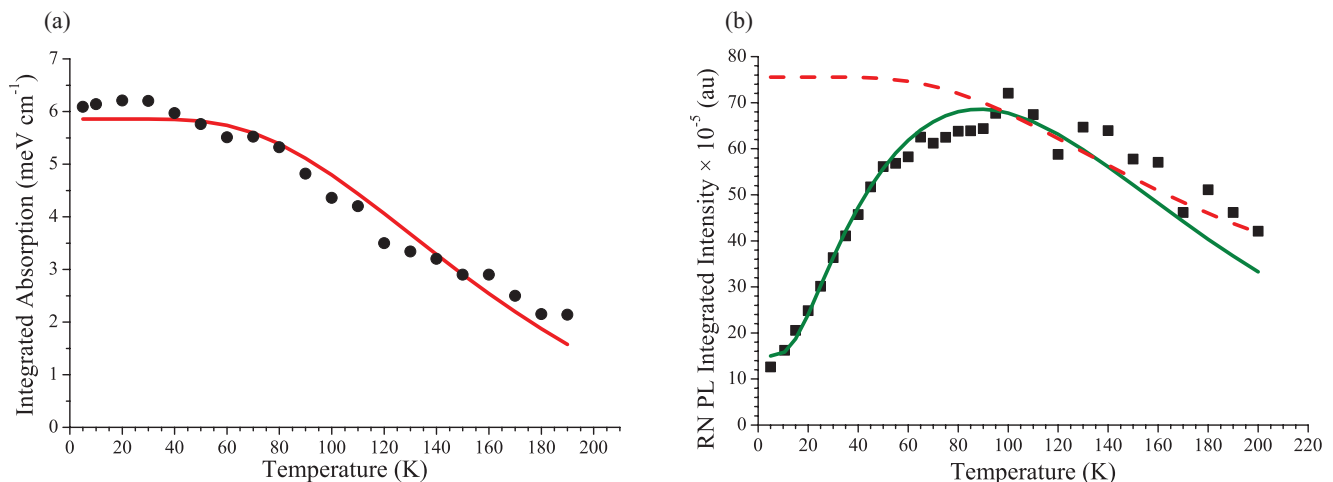 (a)
7
6
5
4
3
2
1
0
0 20 40 60 80 100 120 140 160 180 200
Temperature (K)
Integrated Absorption (meV cm⁻¹)
(b)
80
70
60
50
40
30
20
10
0
0 20 40 60 80 100 120 140 160 180 200 220
Temperature (K)
RN PL Integrated Intensity × 10⁻⁵ (au)